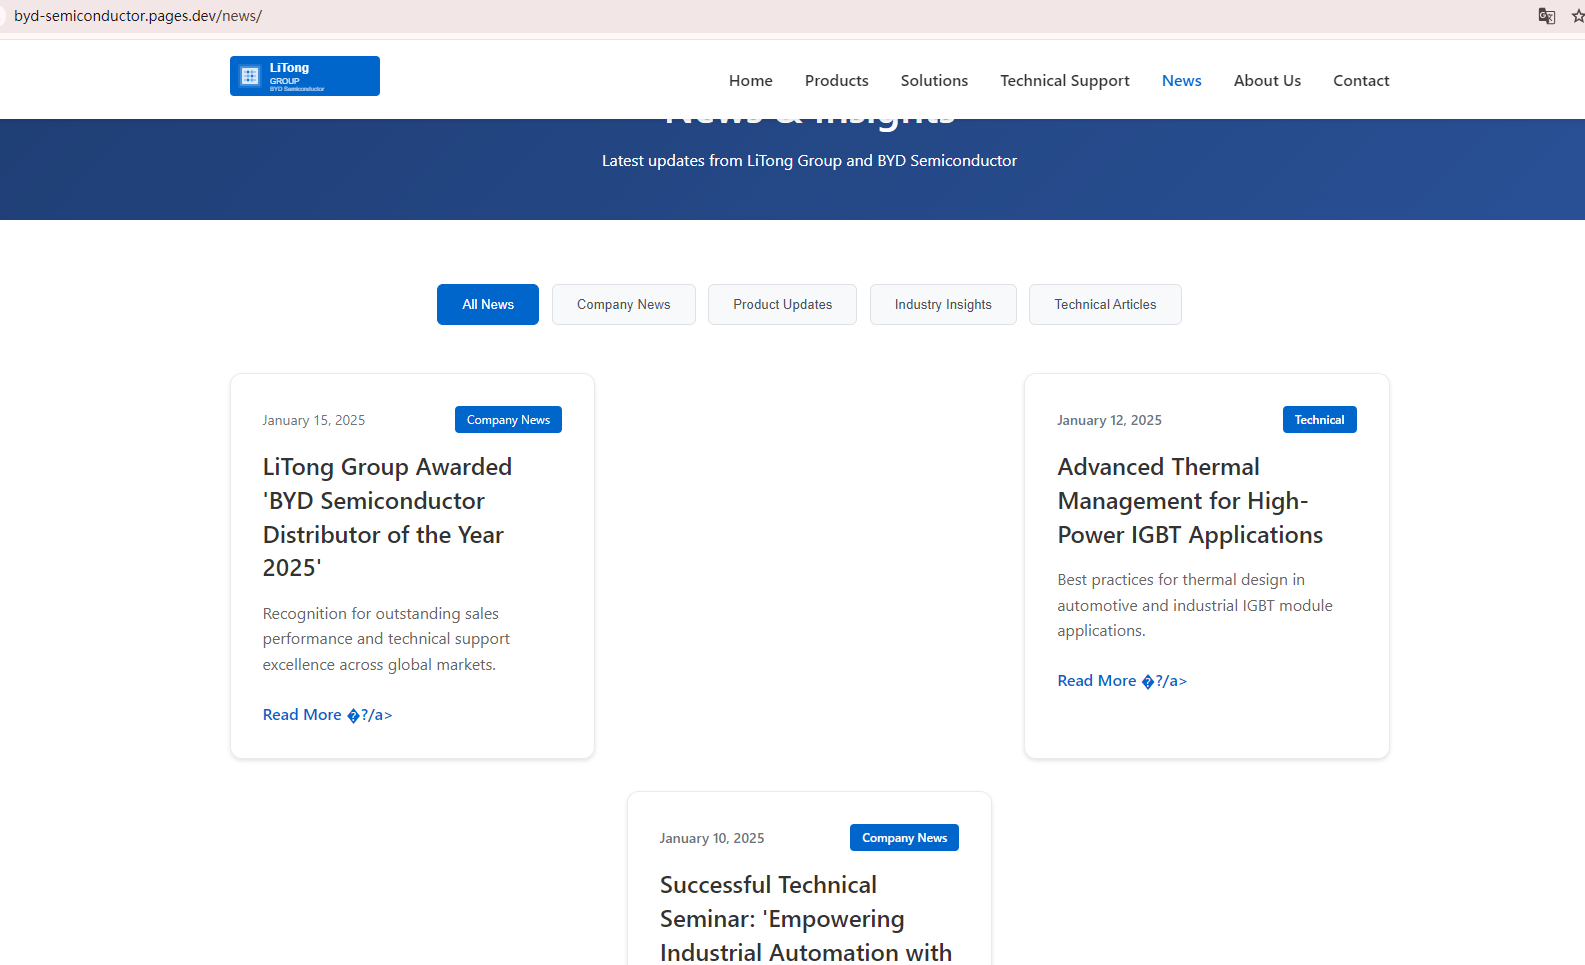 byd-semiconductor.pages.dev/news/
LiTong
GROUP
BYD Semiconductor
Home
Products
Solutions
Technical Support
News
About Us
Contact
News & Insights
Latest updates from LiTong Group and BYD Semiconductor
All News
Company News
Product Updates
Industry Insights
Technical Articles
January 15, 2025
Company News
LiTong Group Awarded
'BYD Semiconductor
Distributor of the Year
2025'
Recognition for outstanding sales
performance and technical support
excellence across global markets.
Read More �?/a>
January 12, 2025
Technical
Advanced Thermal
Management for High-
Power IGBT Applications
Best practices for thermal design in
automotive and industrial IGBT module
applications.
Read More �?/a>
January 10, 2025
Company News
Successful Technical
Seminar: 'Empowering
Industrial Automation with